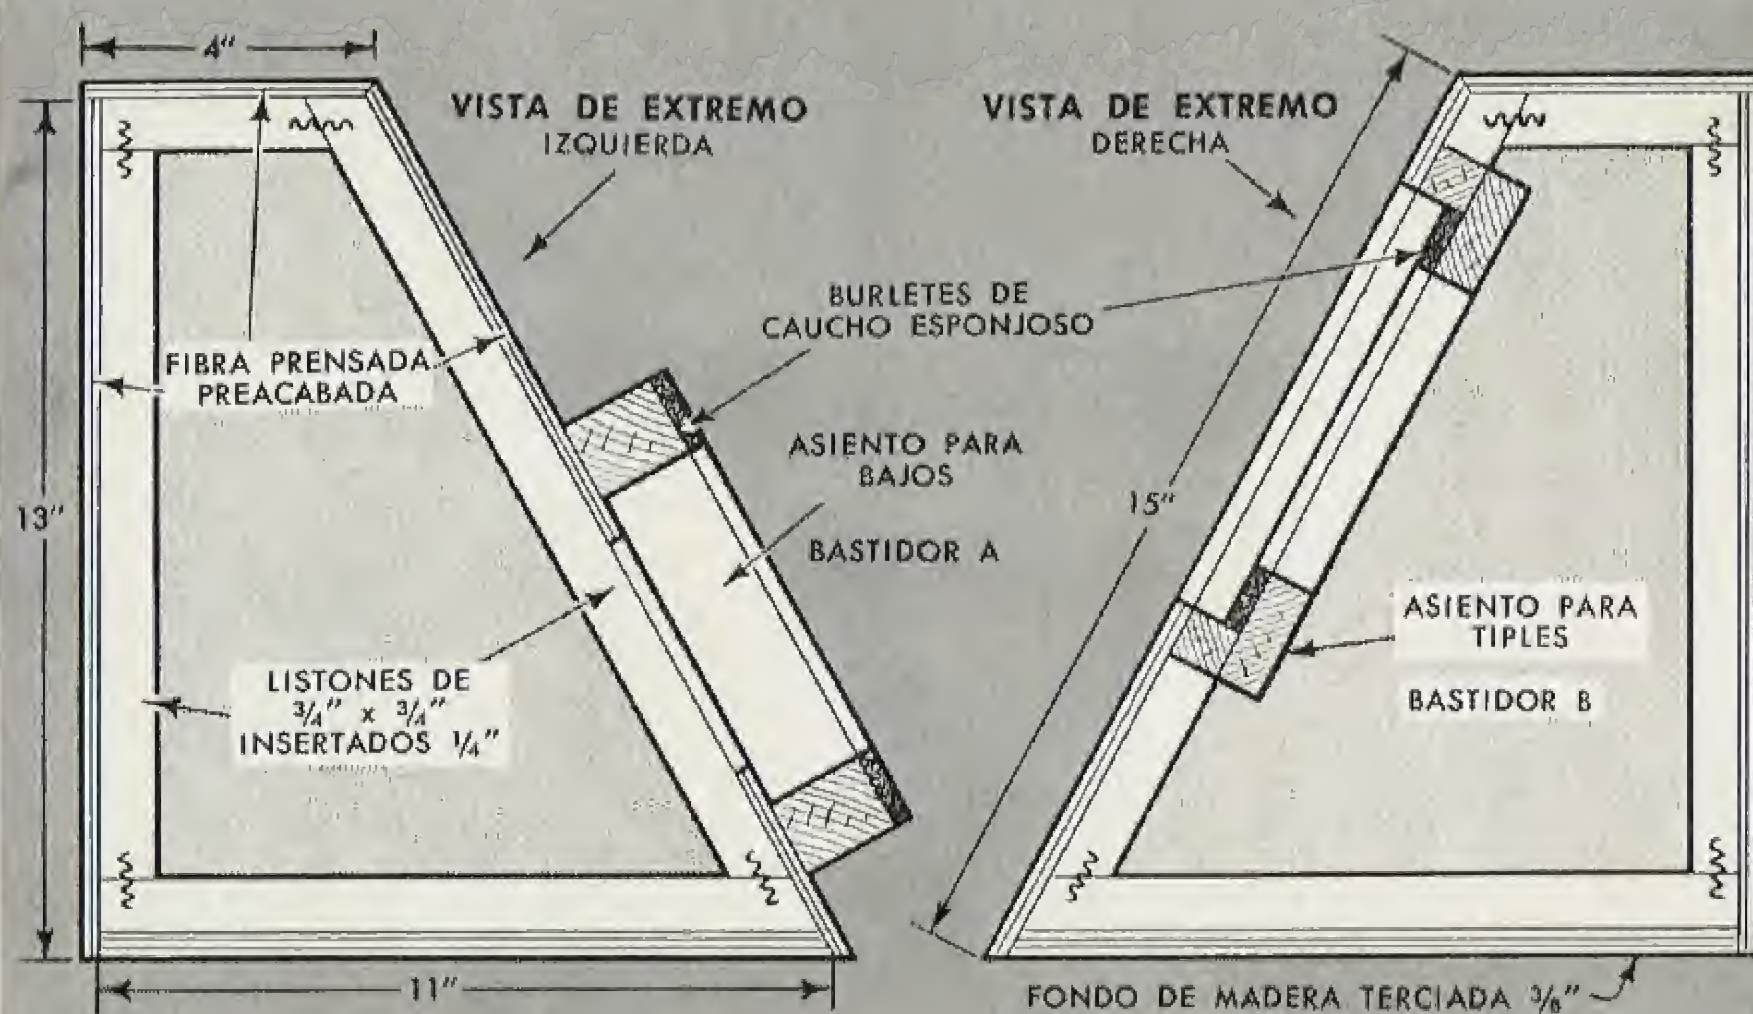 4"
VISTA DE EXTREMO
IZQUIERDA
VISTA DE EXTREMO
DERECHA
BURLETES DE
CAUCHO ESPONJOSO
FIBRA PRENSADA
PREACABADA
ASIENTO PARA
BAJOS
BASTIDOR A
13"
15"
LISTONES DE
3/4" x 3/4"
INSERTADOS 1/4"
ASIENTO PARA
TIPLES
BASTIDOR B
11"
FONDO DE MADERA TERCIADA 3/8"